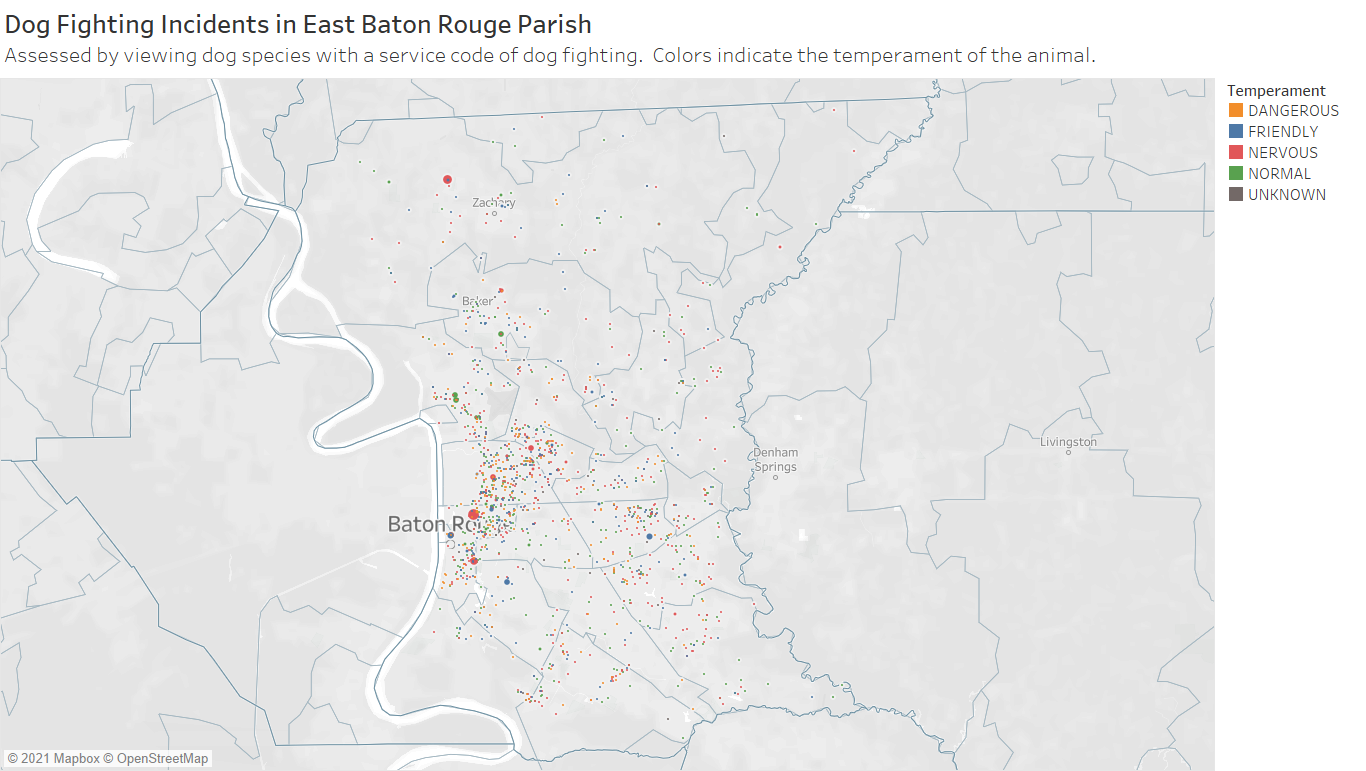 Dog Fighting Incidents in East Baton Rouge Parish
Assessed by viewing dog species with a service code of dog fighting.  Colors indicate the temperament of the animal.
Temperament
DANGEROUS
FRIENDLY
NERVOUS
NORMAL
UNKNOWN
Zachary
Baker
Denham
Springs
Livingston
Baton Rouge
© 2021 Mapbox © OpenStreetMap